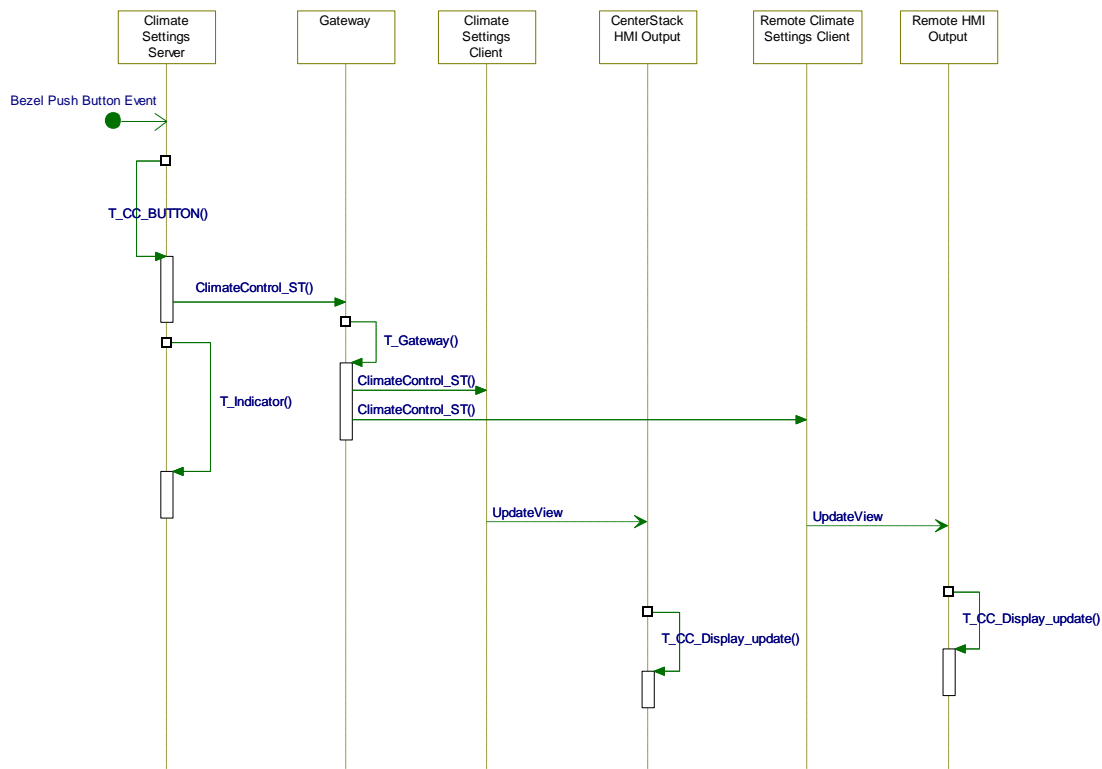 Climate
Settings
Server
Gateway
Climate
Settings
Client
CenterStack
HMI Output
Remote Climate
Settings Client
Remote HMI
Output
Bezel Push Button Event
T_CC_BUTTON()
ClimateControl_ST()
T_Gateway()
ClimateControl_ST()
T_Indicator()
ClimateControl_ST()
UpdateView
UpdateView
T_CC_Display_update()
T_CC_Display_update()